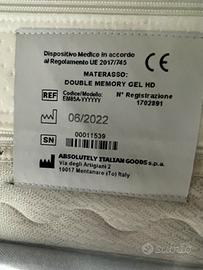 Dispositivo Medico in accordo
al Regolamento UE 2017/745
CE
MATERASSO:
DOUBLE MEMORY GEL HD
REF
Codice/Modello:
EM85A-YYYYYY
N° Registrazione
1702891
06/2022
SN
00011539
ABSOLUTELY ITALIAN GOODS s.p.a.
Via degli Artigiani 2
10017 Montanaro (To) Italy
subito